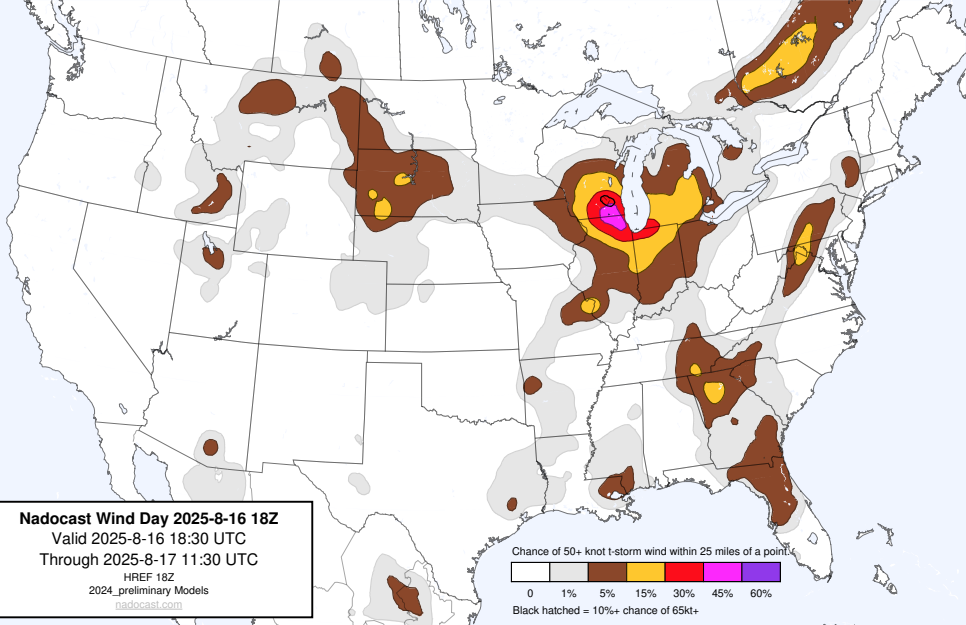 Nadocast Wind Day 2025-8-16 18Z
Valid 2025-8-16 18:30 UTC
Through 2025-8-17 11:30 UTC
HREF 18Z
2024_preliminary Models
nadocast.com
Chance of 50+ knot t-storm wind within 25 miles of a point.
0 1% 5% 15% 30% 45% 60%
Black hatched = 10%+ chance of 65kt+